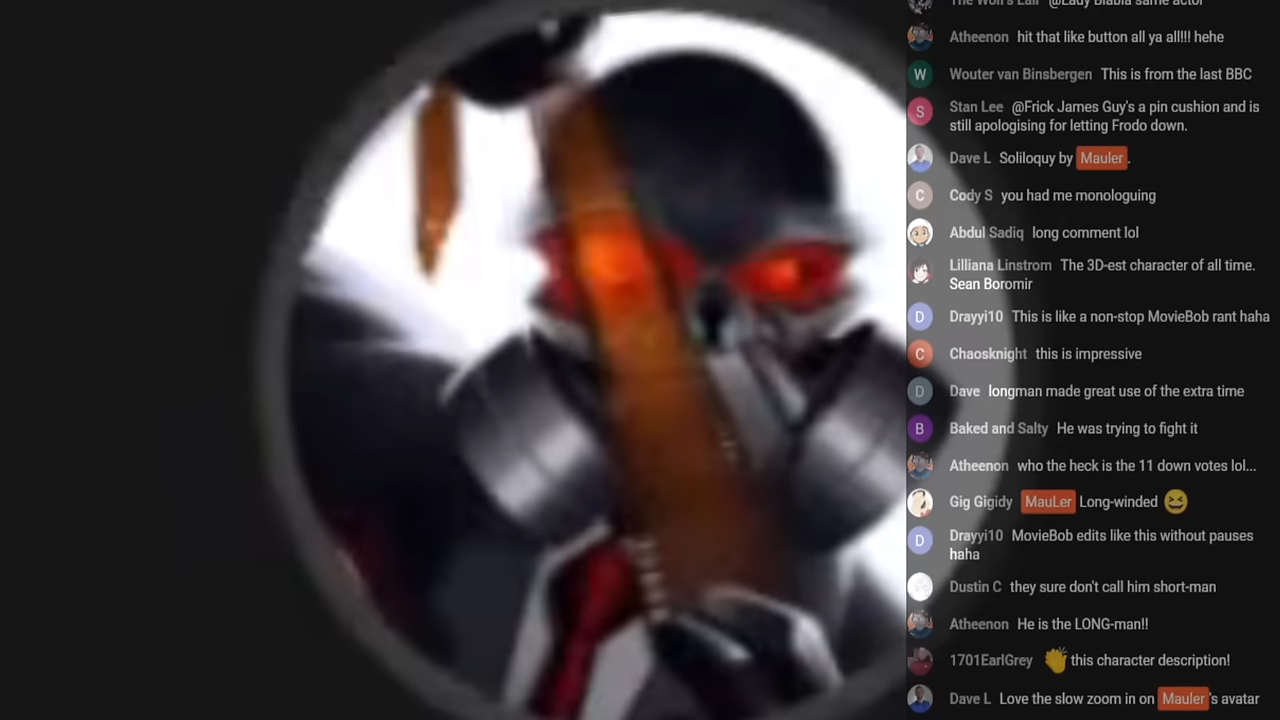 The Wolf's Lair @Lady Blabla same actor
Atheenon hit that like button all ya all!!! hehe
W Wouter van Binsbergen This is from the last BBC
S Stan Lee @Frick James Guy's a pin cushion and is
still apologising for letting Frodo down.
Dave L Soliloquy by Mauler .
C Cody S you had me monologuing
Abdul Sadiq long comment lol
Lilliana Linstrom The 3D-est character of all time.
Sean Boromir
D Drayyi10 This is like a non-stop MovieBob rant haha
C Chaosknight this is impressive
D Dave longman made great use of the extra time
B Baked and Salty He was trying to fight it
Atheenon who the heck is the 11 down votes lol...
Gig Gigidy MauLer Long-winded 😆
D Drayyi10 MovieBob edits like this without pauses
haha
Dustin C they sure don't call him short-man
Atheenon He is the LONG-man!!
1701EarlGrey 👏 this character description!
Dave L Love the slow zoom in on Mauler 's avatar